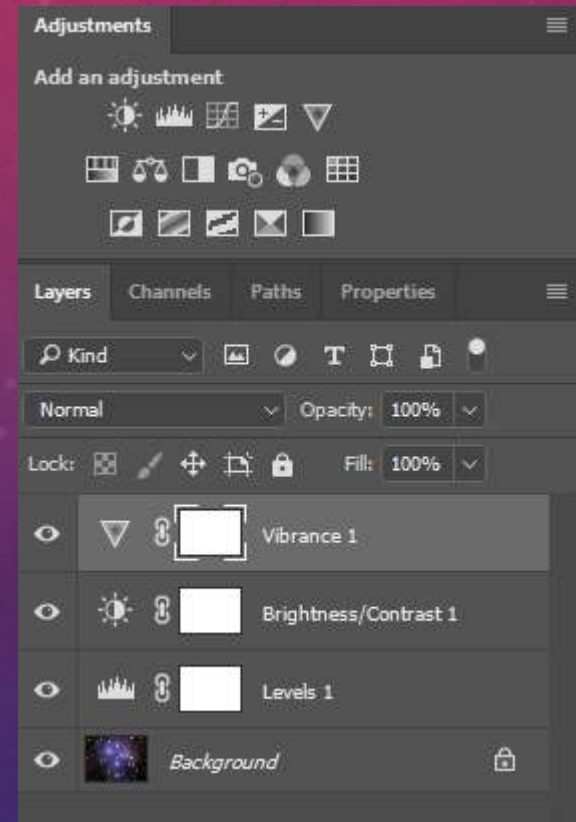 Adjustments
Add an adjustment
Layers Channels Paths Properties
Kind
Normal Opacity: 100%
Lock: Fill: 100%
Vibrance 1
Brightness/Contrast 1
Levels 1
Background